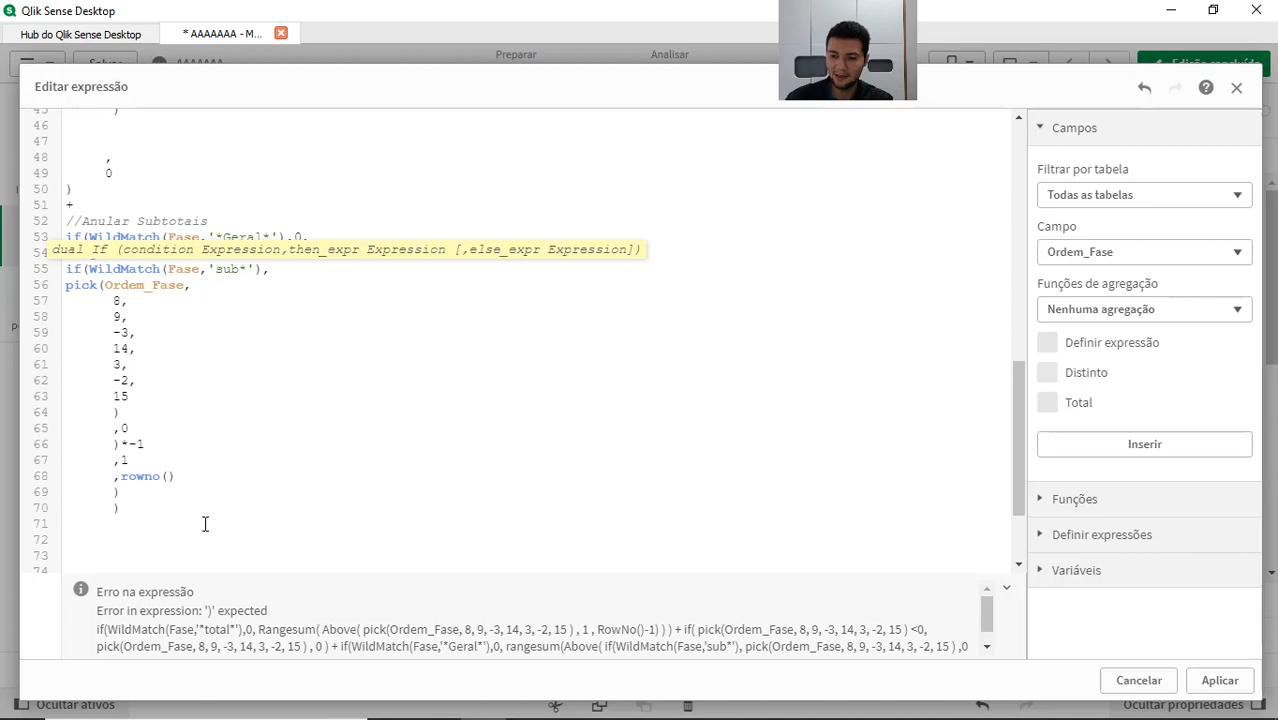 Qlik Sense Desktop
Hub do Qlik Sense Desktop
* AAAAAAA - M...
Preparar
Analisar
Editar expressão
45 )
46
47
48 ,
49 0
50 )
51 +
52 //Anular Subtotais
53 if(WildMatch(Fase,'*Geral*'),0,
dual If (condition Expression,then_expr Expression [,else_expr Expression])
55 if(WildMatch(Fase,'sub*'),
56 pick(Ordem_Fase,
57 8,
58 9,
59 -3,
60 14,
61 3,
62 -2,
63 15
64 )
65 ,0
66 )*-1
67 ,1
68 ,rowno()
69 )
70 )
71
72
73
74
Erro na expressão
Error in expression: ')' expected
if(WildMatch(Fase,'*total*'),0, Rangesum( Above( pick(Ordem_Fase, 8, 9, -3, 14, 3, -2, 15 ) , 1 , RowNo()-1) ) ) + if( pick(Ordem_Fase, 8, 9, -3, 14, 3, -2, 15 ) <0,
pick(Ordem_Fase, 8, 9, -3, 14, 3, -2, 15 ) , 0 ) + if(WildMatch(Fase,'*Geral*'),0, rangesum(Above( if(WildMatch(Fase,'sub*'), pick(Ordem_Fase, 8, 9, -3, 14, 3, -2, 15 ) ,0
Campos
Filtrar por tabela
Todas as tabelas
Campo
Ordem_Fase
Funções de agregação
Nenhuma agregação
Definir expressão
Distinto
Total
Inserir
Funções
Definir expressões
Variáveis
Cancelar
Aplicar
Ocultar ativos
Ocultar propriedades